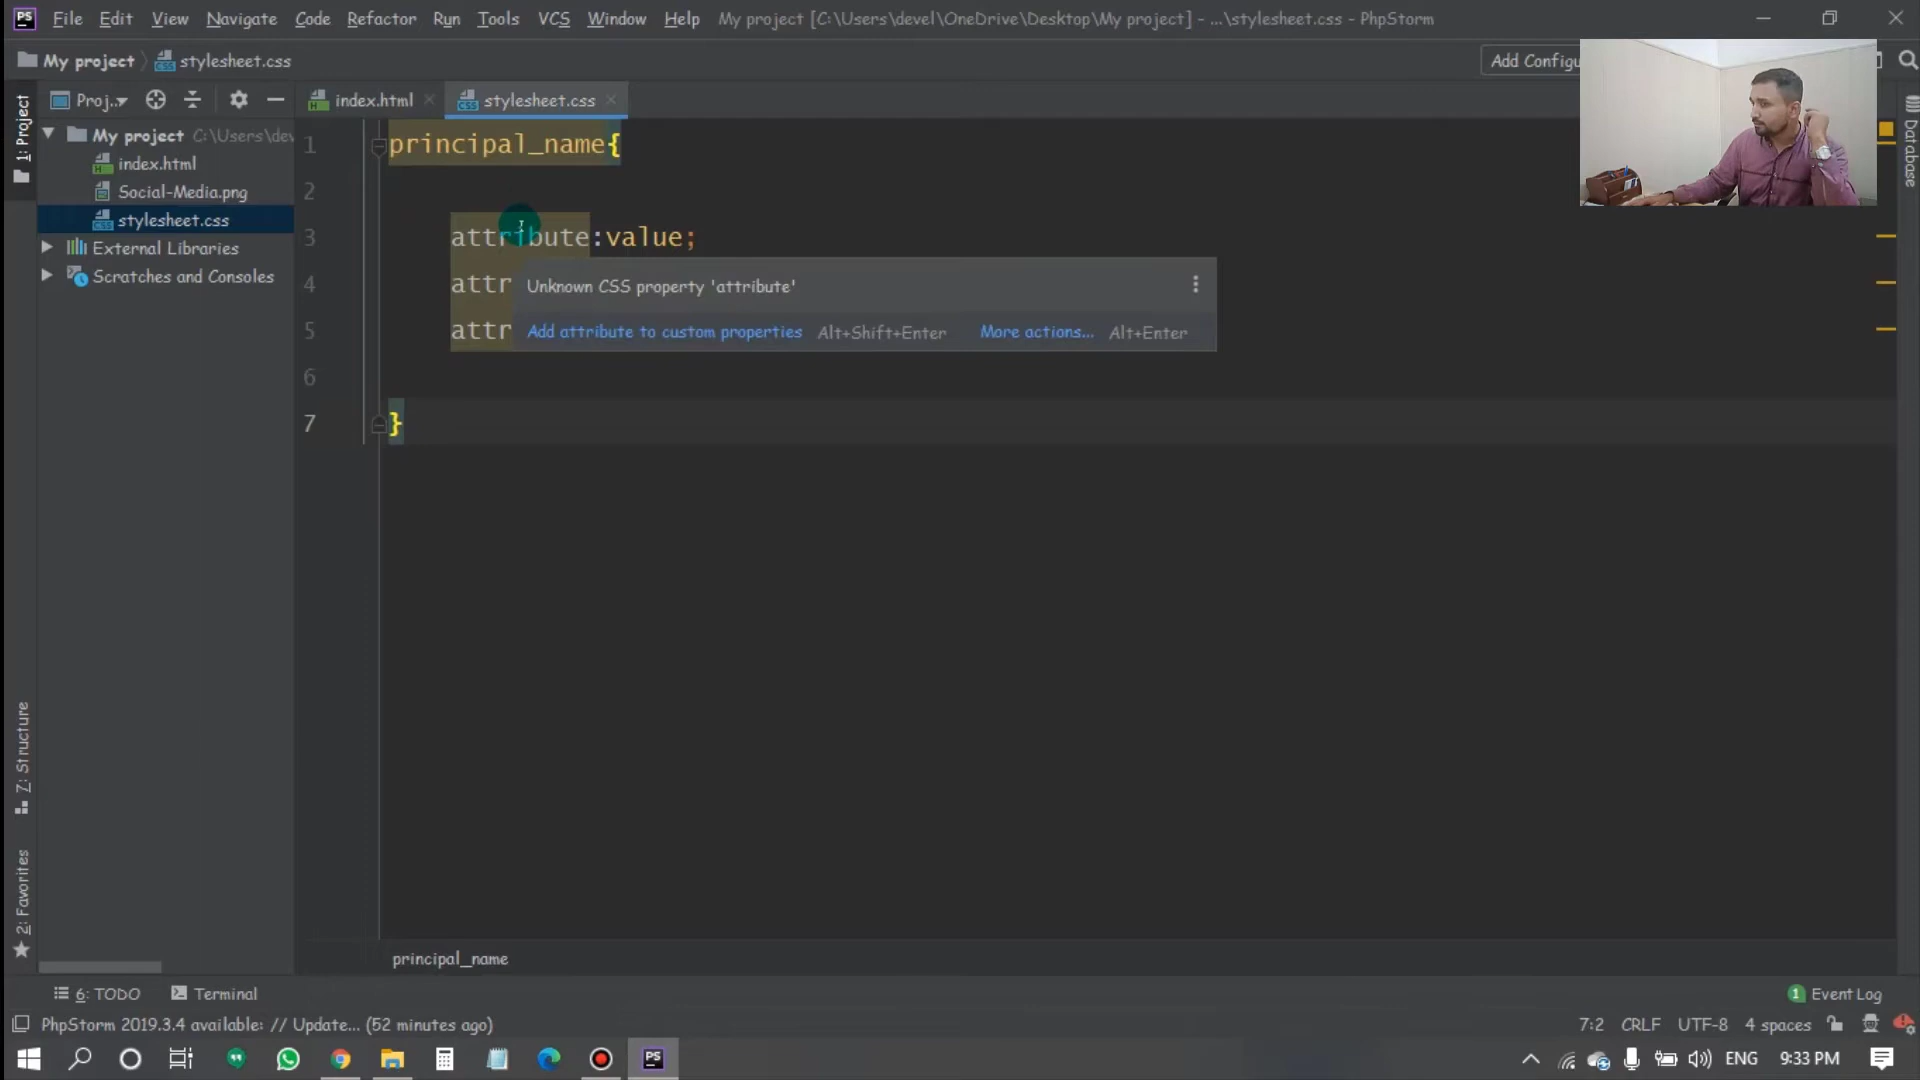 PS File Edit View Navigate Code Refactor Run Tools VCS Window Help My project [C:\Users\devel\OneDrive\Desktop\My project] - ...\stylesheet.css - PhpStorm
My project stylesheet.css Add Configu
1: Project
Proj..
index.html
stylesheet.css
My project C:\Users\dev
index.html
Social-Media.png
stylesheet.css
External Libraries
Scratches and Consoles
1 principal_name{
2
3 attribute:value;
4 attr
5 attr
6
7 }
Unknown CSS property 'attribute'
Add attribute to custom properties Alt+Shift+Enter More actions... Alt+Enter
Database
Z: Structure
2: Favorites
principal_name
6: TODO Terminal 1 Event Log
PhpStorm 2019.3.4 available: // Update... (52 minutes ago) 7:2 CRLF UTF-8 4 spaces
PS ENG 9:33 PM